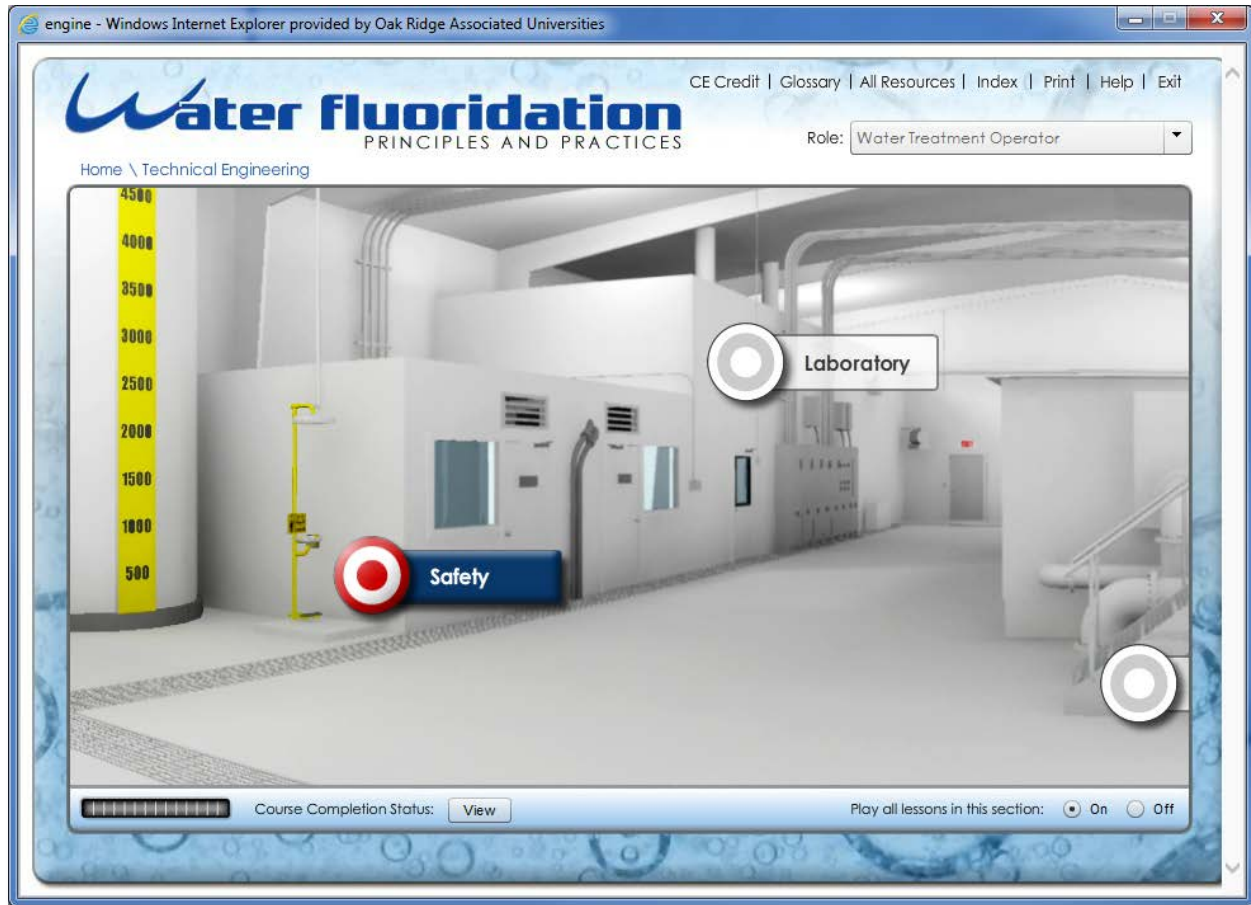 engine - Windows Internet Explorer provided by Oak Ridge Associated Universities
CE Credit | Glossary | All Resources | Index | Print | Help | Exit
Water fluoridation
PRINCIPLES AND PRACTICES
Role: Water Treatment Operator
Home \ Technical Engineering
4500
4000
3500
3000
2500
2000
1500
1000
500
Laboratory
Safety
Course Completion Status: View
Play all lessons in this section: On Off